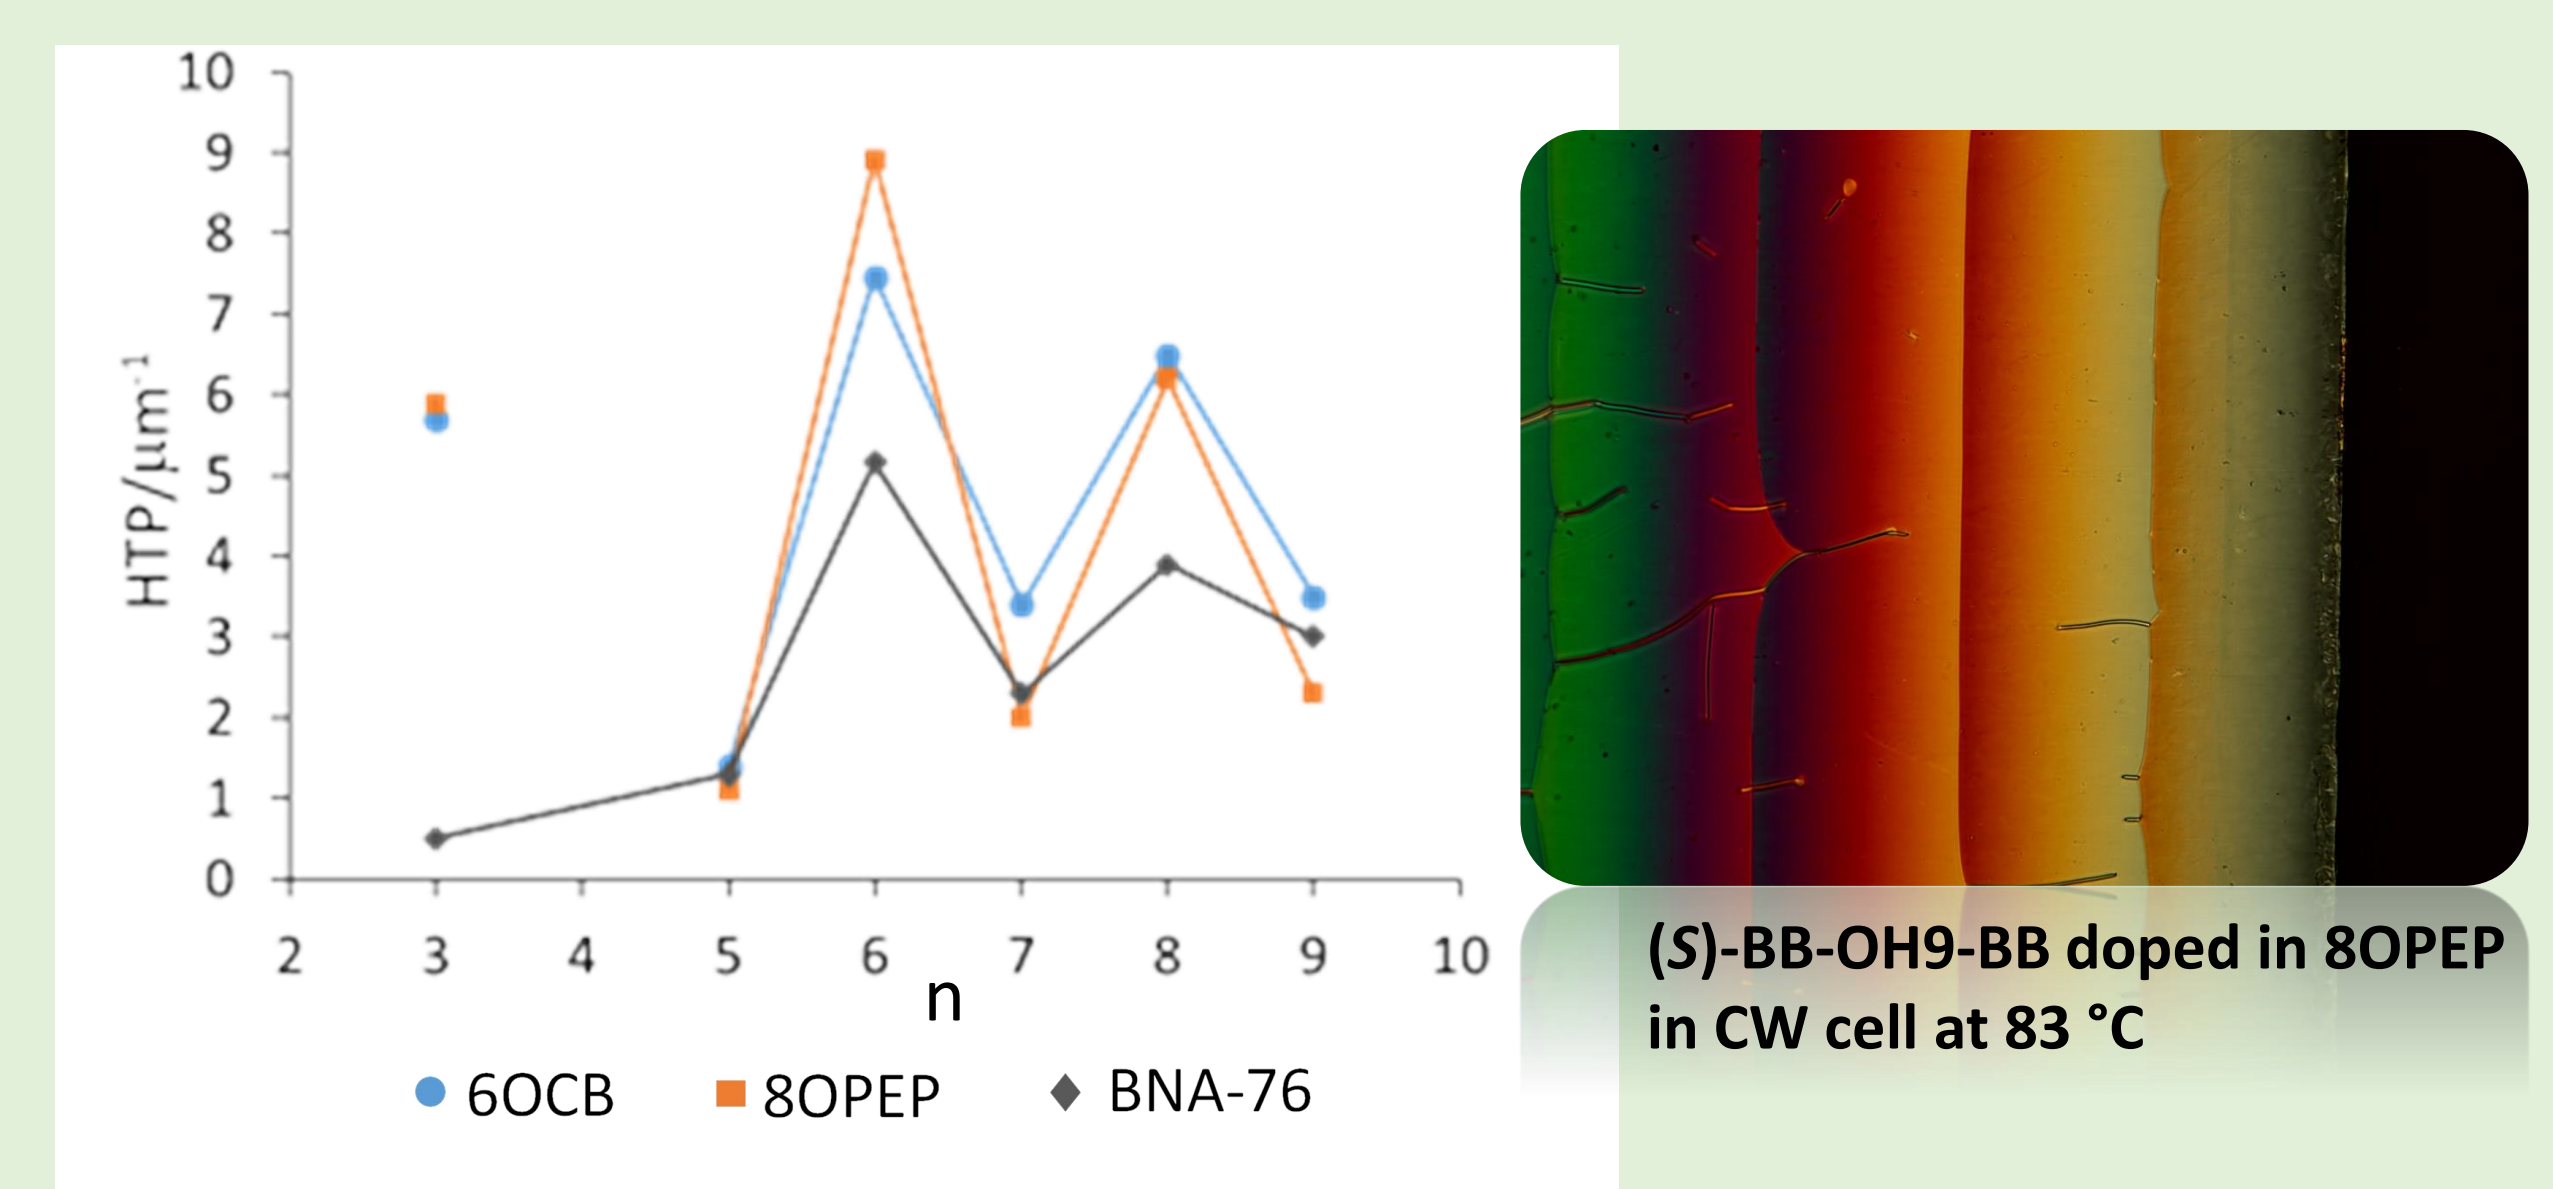 10
9
8
7
6
5
4
3
2
1
0
HTP/μm⁻¹
2 3 4 5 6 7 8 9 10
n
6OCB 8OPEP BNA-76
(S)-BB-OH9-BB doped in 8OPEP
in CW cell at 83 °C